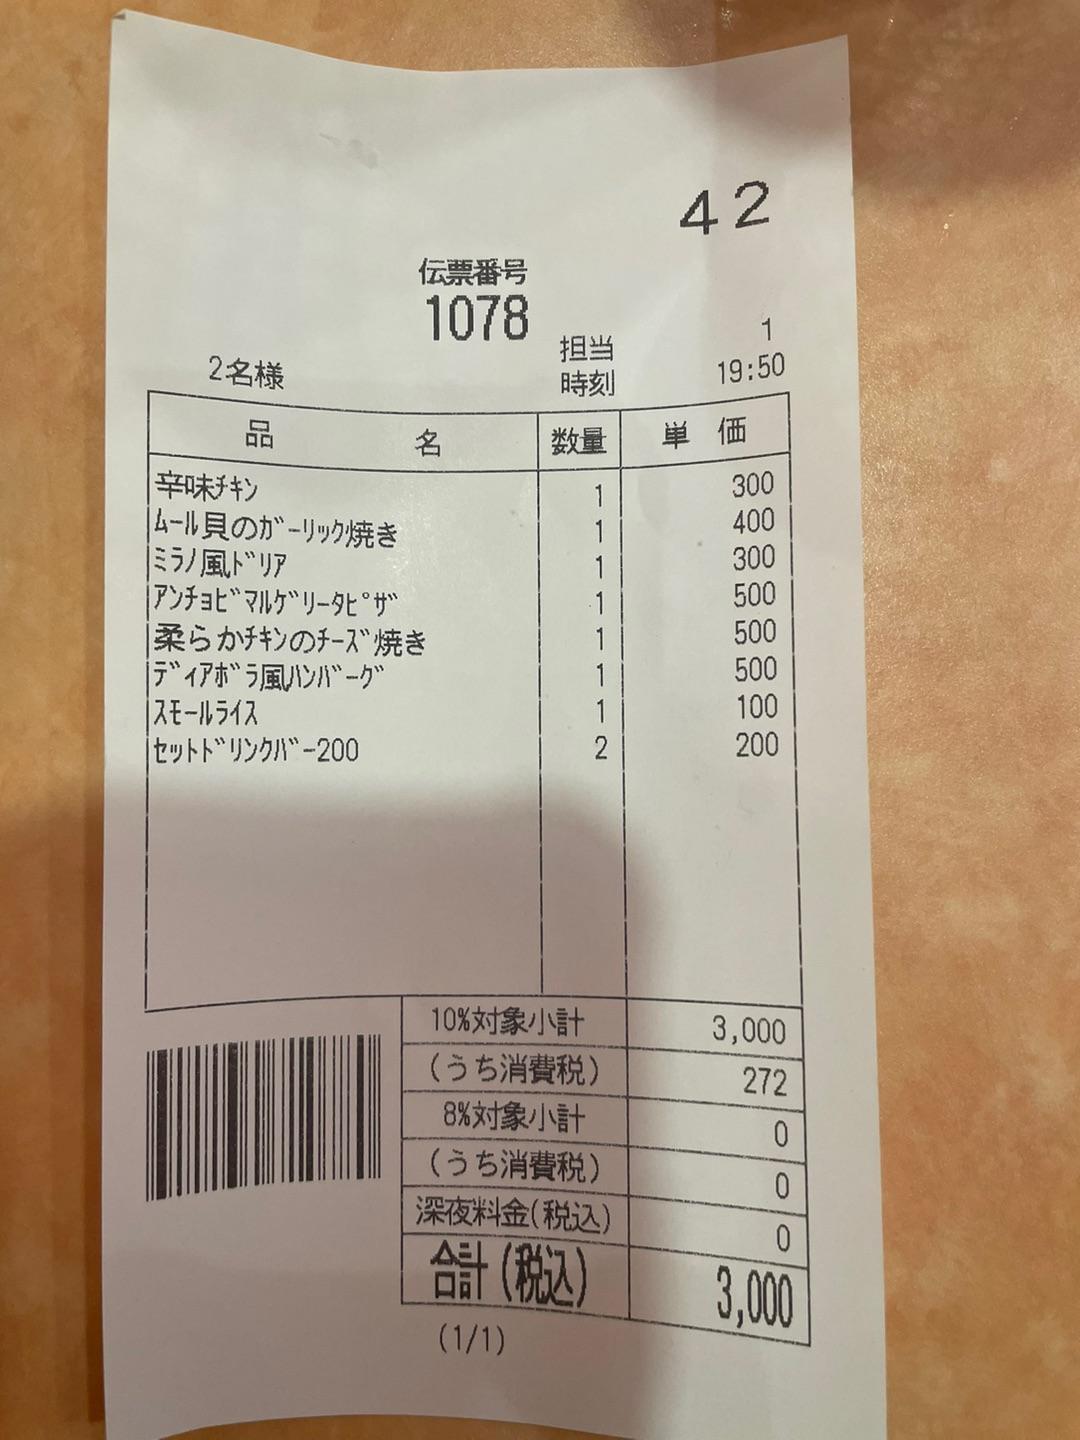 42
伝票番号
1078
担当 1
2名様 時刻 19:50
品 名 数量 単 価
辛味ﾁｷﾝ 1 300
ﾑｰﾙ貝のｶﾞｰﾘｯｸ焼き 1 400
ﾐﾗﾉ風ﾄﾞﾘｱ 1 300
ｱﾝﾁｮﾋﾞﾏﾙｹﾞﾘｰﾀﾋﾟｻﾞ 1 500
柔らかﾁｷﾝのﾁｰｽﾞ焼き 1 500
ﾃﾞｨｱﾎﾞﾗ風ﾊﾝﾊﾞｰｸﾞ 1 500
ｽﾓｰﾙﾗｲｽ 1 100
ｾｯﾄﾄﾞﾘﾝｸﾊﾞｰ200 2 200
10%対象小計 3,000
(うち消費税) 272
8%対象小計 0
(うち消費税) 0
深夜料金(税込) 0
合計(税込) 3,000
(1/1)